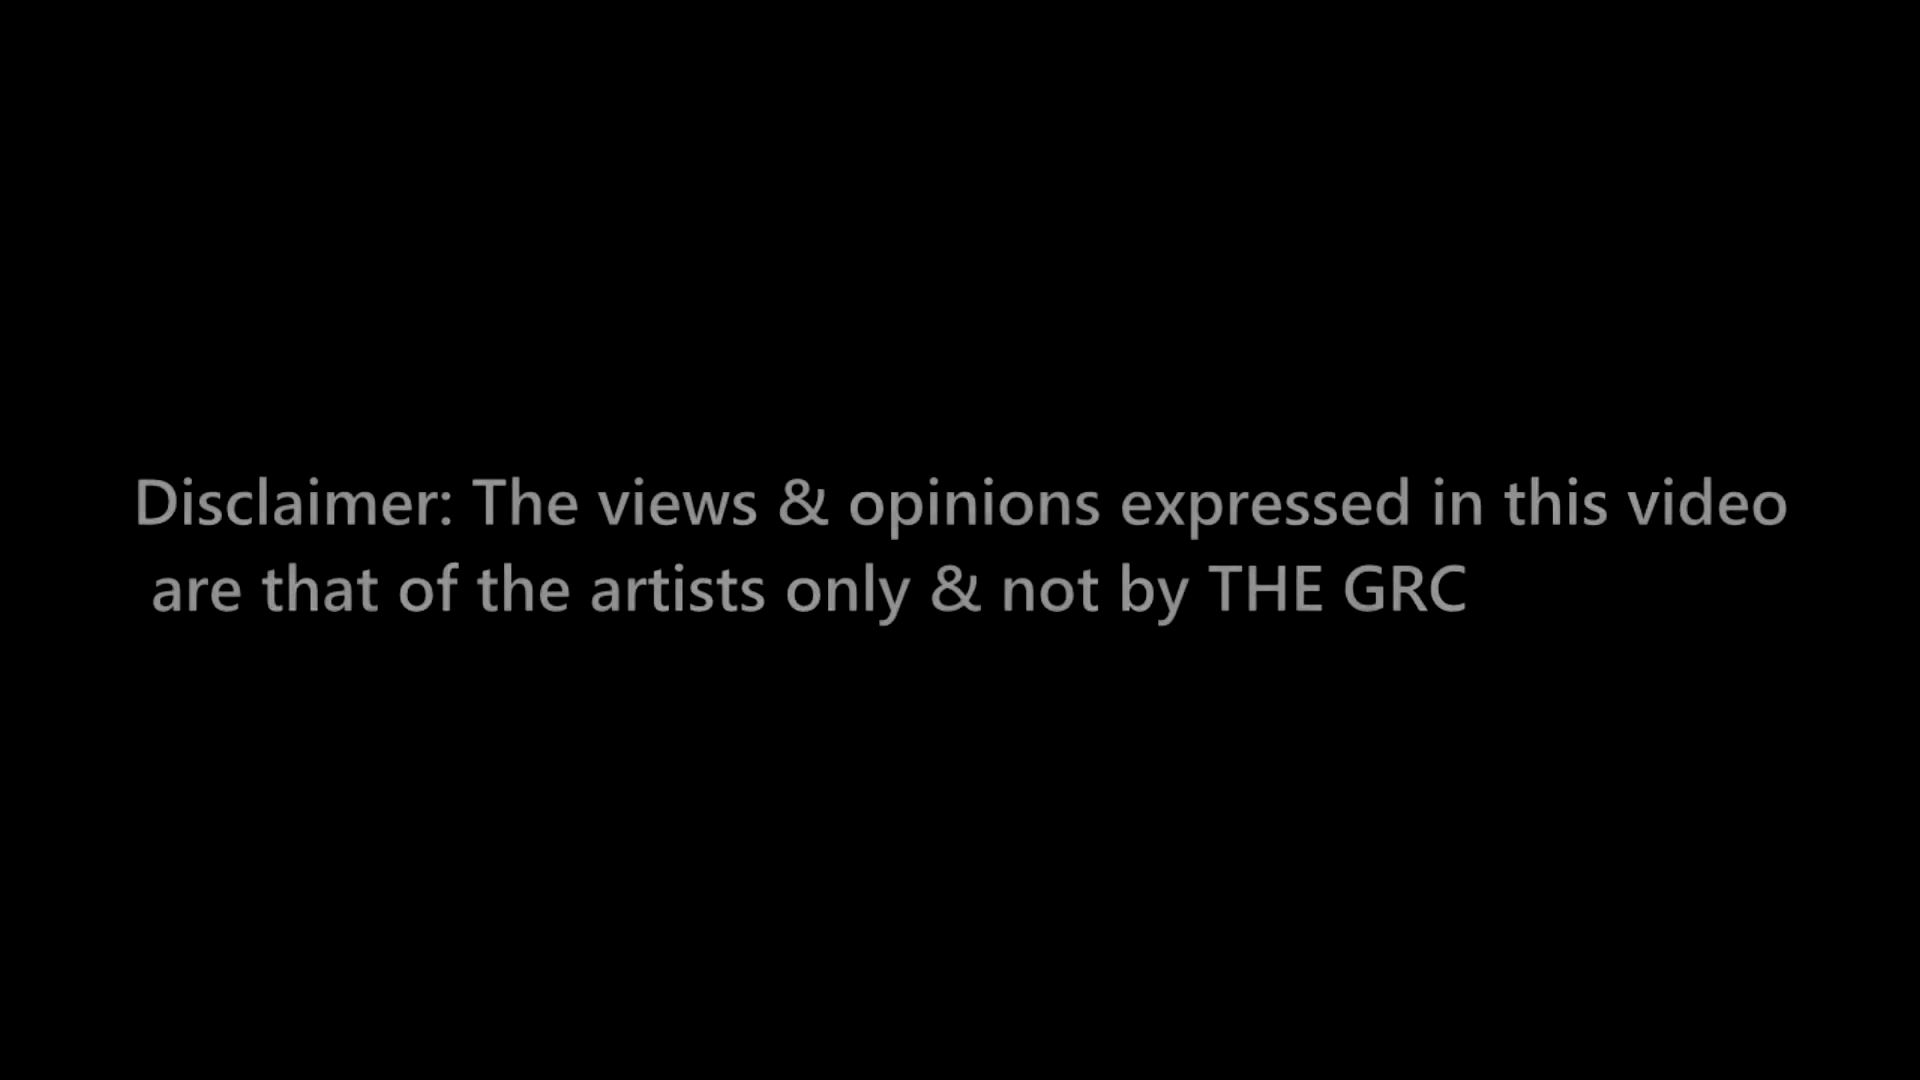 Disclaimer: The views & opinions expressed in this video
are that of the artists only & not by THE GRC